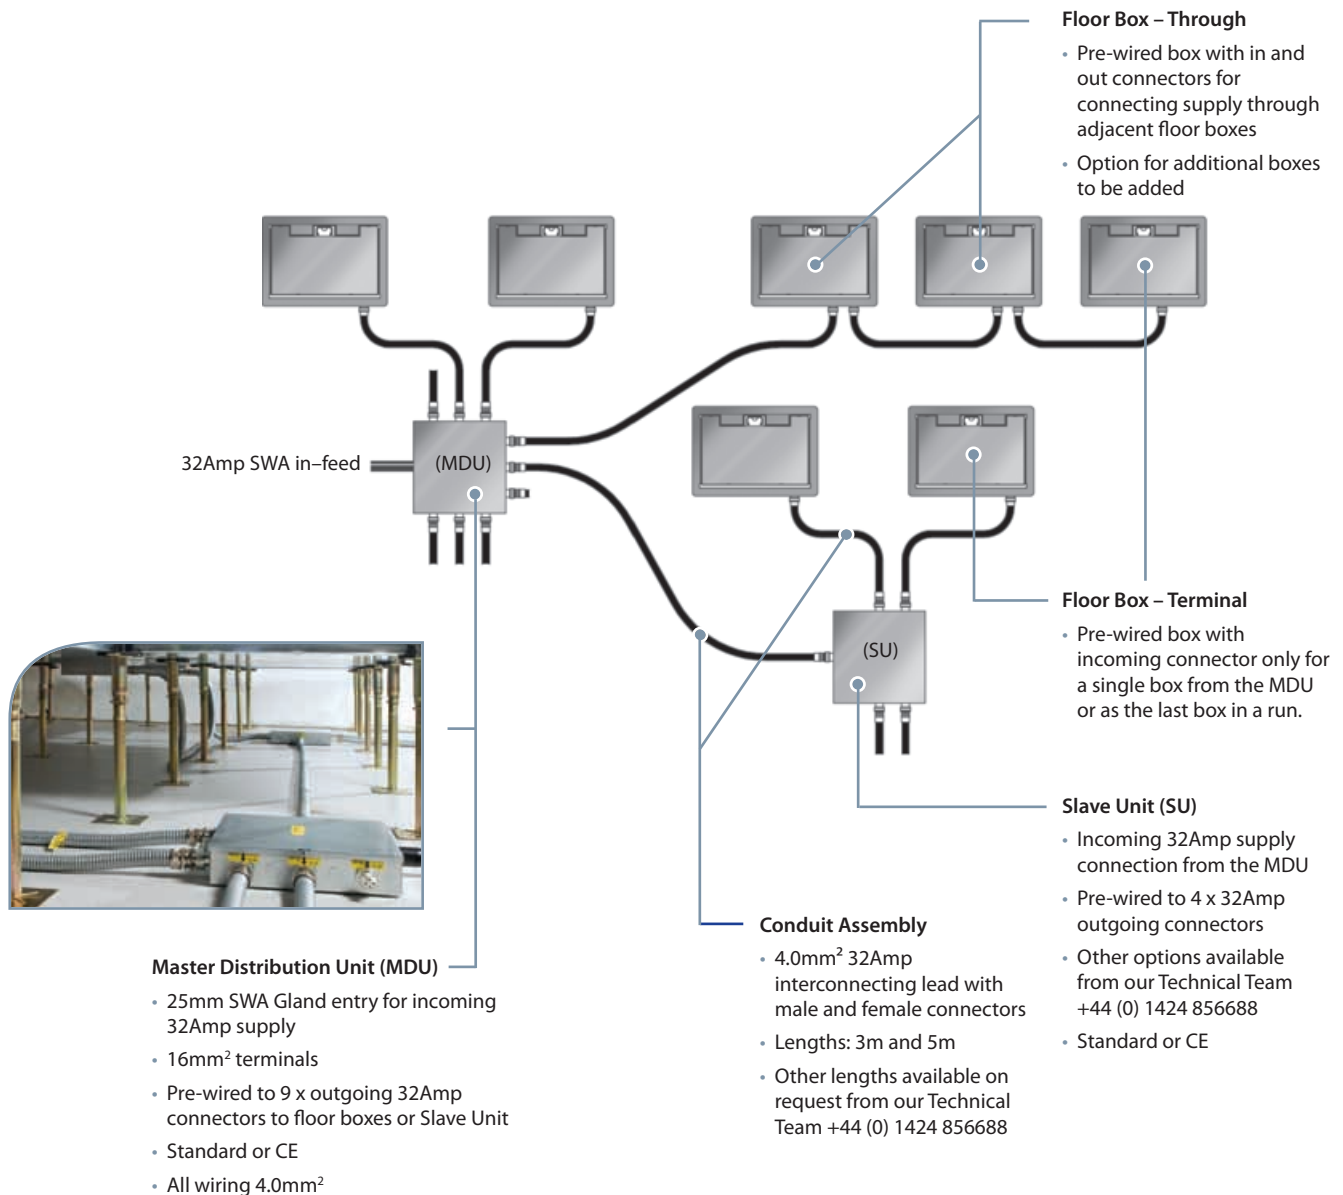 Floor Box – Through
• Pre-wired box with in and
out connectors for
connecting supply through
adjacent floor boxes
• Option for additional boxes
to be added
32Amp SWA in–feed
(MDU)
(SU)
Floor Box – Terminal
• Pre-wired box with
incoming connector only for
a single box from the MDU
or as the last box in a run.
Slave Unit (SU)
• Incoming 32Amp supply
connection from the MDU
• Pre-wired to 4 x 32Amp
outgoing connectors
• Other options available
from our Technical Team
+44 (0) 1424 856688
• Standard or CE
Conduit Assembly
• 4.0mm² 32Amp
interconnecting lead with
male and female connectors
• Lengths: 3m and 5m
• Other lengths available on
request from our Technical
Team +44 (0) 1424 856688
Master Distribution Unit (MDU)
• 25mm SWA Gland entry for incoming
32Amp supply
• 16mm² terminals
• Pre-wired to 9 x outgoing 32Amp
connectors to floor boxes or Slave Unit
• Standard or CE
• All wiring 4.0mm²